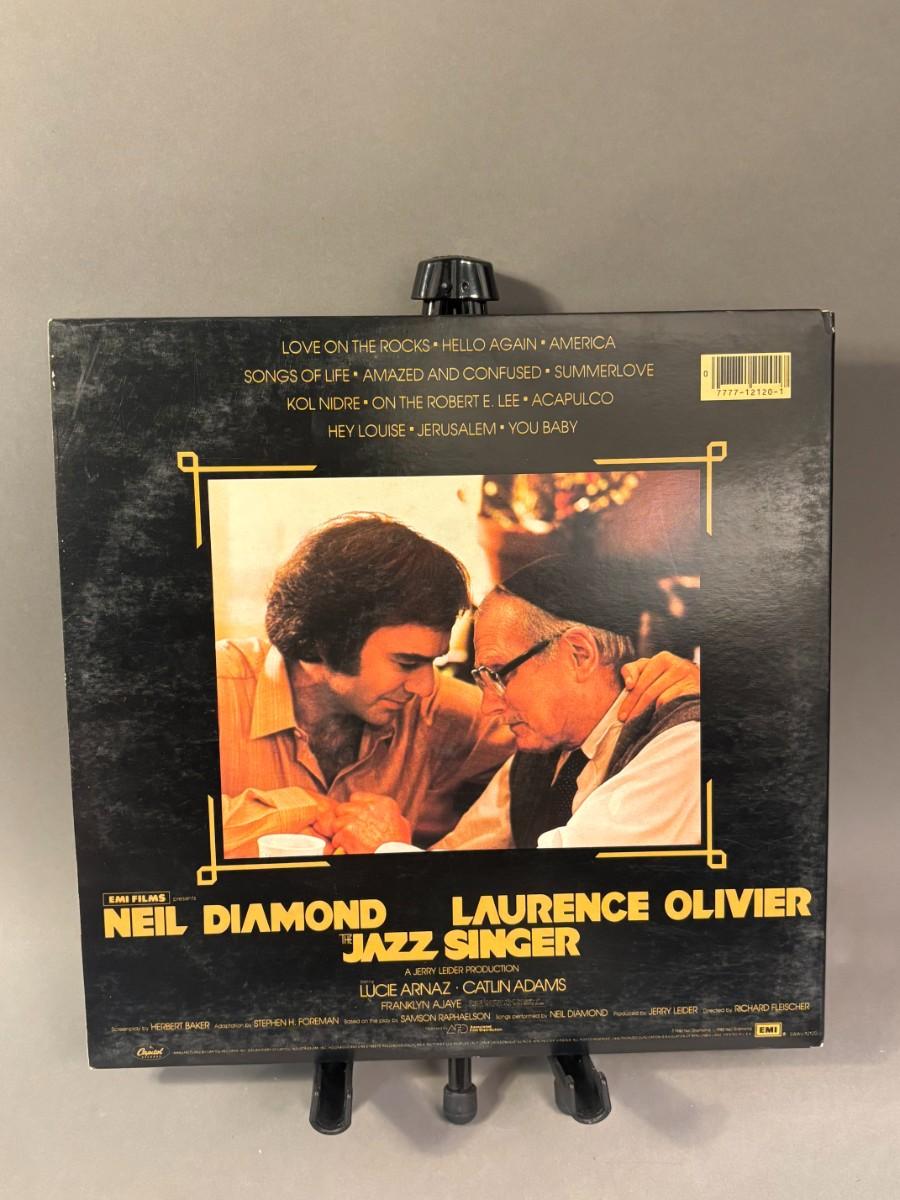 LOVE ON THE ROCKS ▪ HELLO AGAIN ▪ AMERICA
SONGS OF LIFE ▪ AMAZED AND CONFUSED ▪ SUMMERLOVE
KOL NIDRE ▪ ON THE ROBERT E. LEE ▪ ACAPULCO
HEY LOUISE ▪ JERUSALEM ▪ YOU BABY
0 7777-12120-1
EMI FILMS presents
NEIL DIAMOND LAURENCE OLIVIER
THE JAZZ SINGER
A JERRY LEIDER PRODUCTION
LUCIE ARNAZ · CATLIN ADAMS
FRANKLYN AJAYE
Screenplay by HERBERT BAKER Adaptation by STEPHEN H. FOREMAN Based on the play by SAMSON RAPHAELSON Songs performed by NEIL DIAMOND Produced by JERRY LEIDER Directed by RICHARD FLEISCHER
AFD
Capitol
EMI